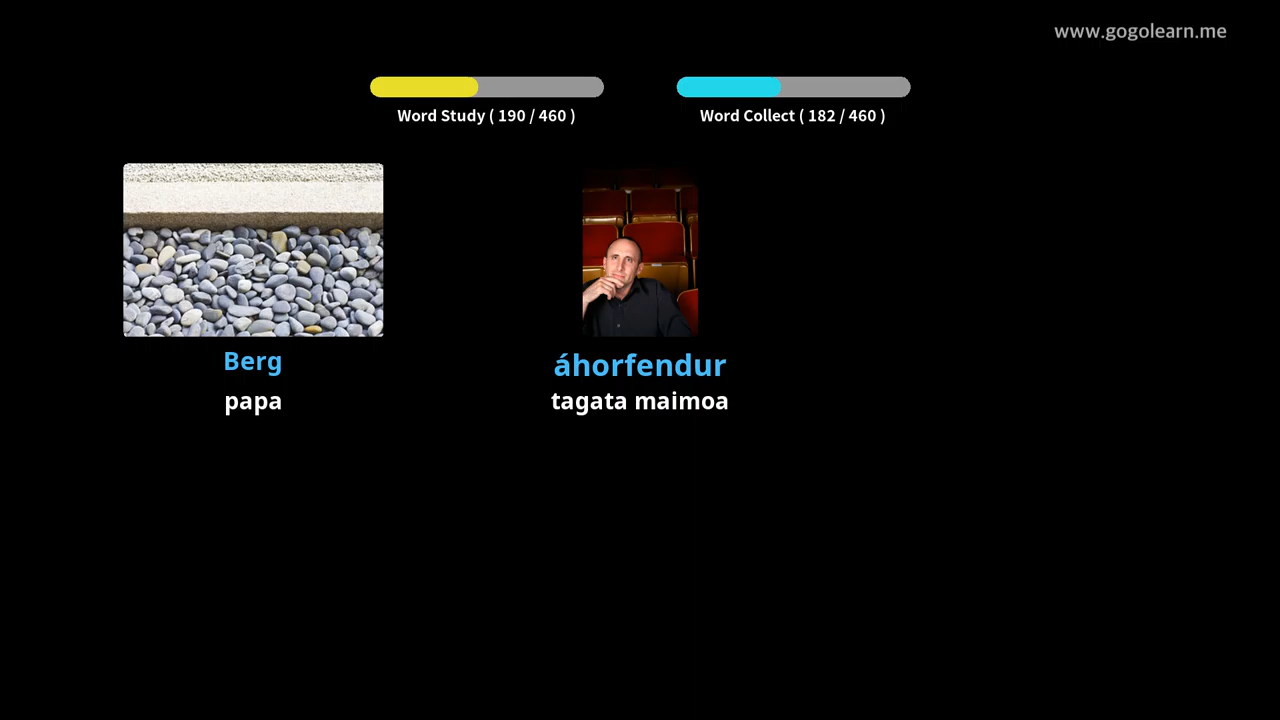 www.gogolearn.me
Word Study ( 190 / 460 )
Word Collect ( 182 / 460 )
Berg
papa
áhorfendur
tagata maimoa